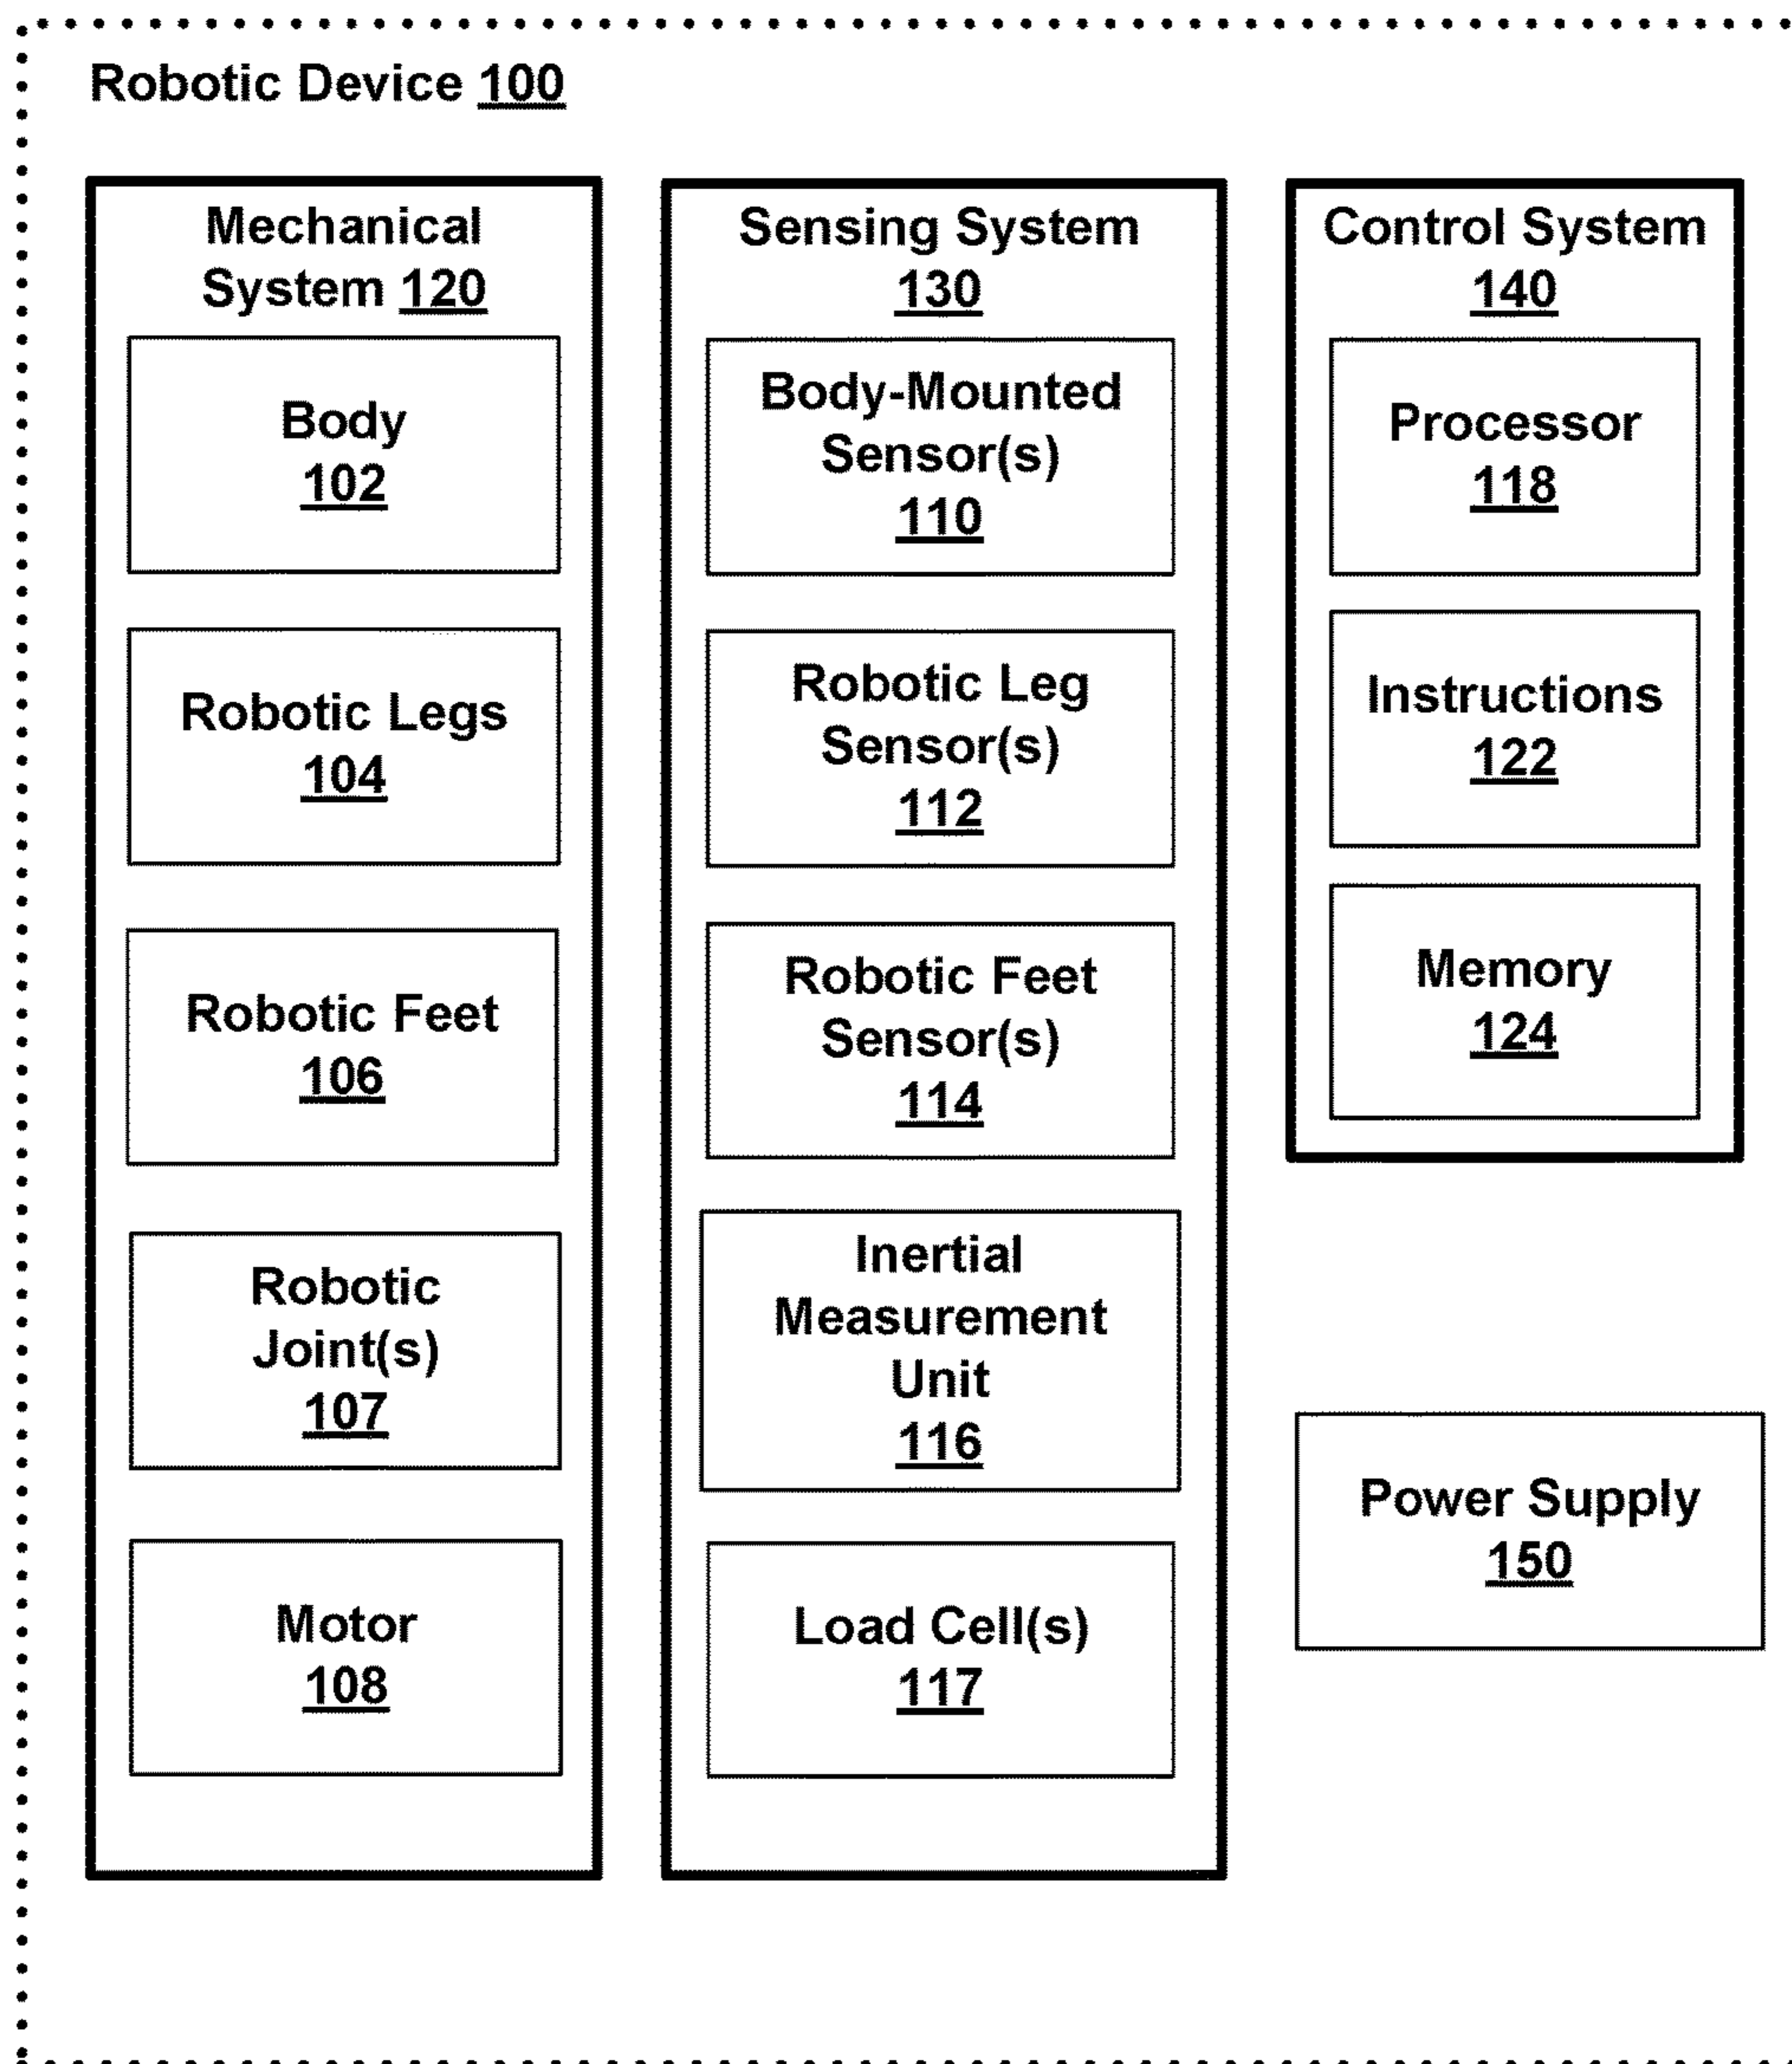 Robotic Device 100
Mechanical
System 120
Body
102
Robotic Legs
104
Robotic Feet
106
Robotic
Joint(s)
107
Motor
108
Sensing System
130
Body-Mounted
Sensor(s)
110
Robotic Leg
Sensor(s)
112
Robotic Feet
Sensor(s)
114
Inertial
Measurement
Unit
116
Load Cell(s)
117
Control System
140
Processor
118
Instructions
122
Memory
124
Power Supply
150